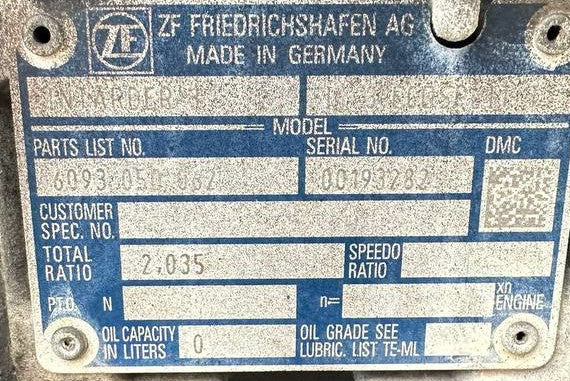 ZF ZF FRIEDRICHSHAFEN AG
MADE IN GERMANY
MODEL
PARTS LIST NO. SERIAL NO. DMC
6093 050 00193282
CUSTOMER
SPEC. NO.
TOTAL
RATIO 2,035 SPEEDO
RATIO
P.T.O. N n= xn
ENGINE
OIL CAPACITY
IN LITERS 0 OIL GRADE SEE
LUBRIC. LIST TE-ML